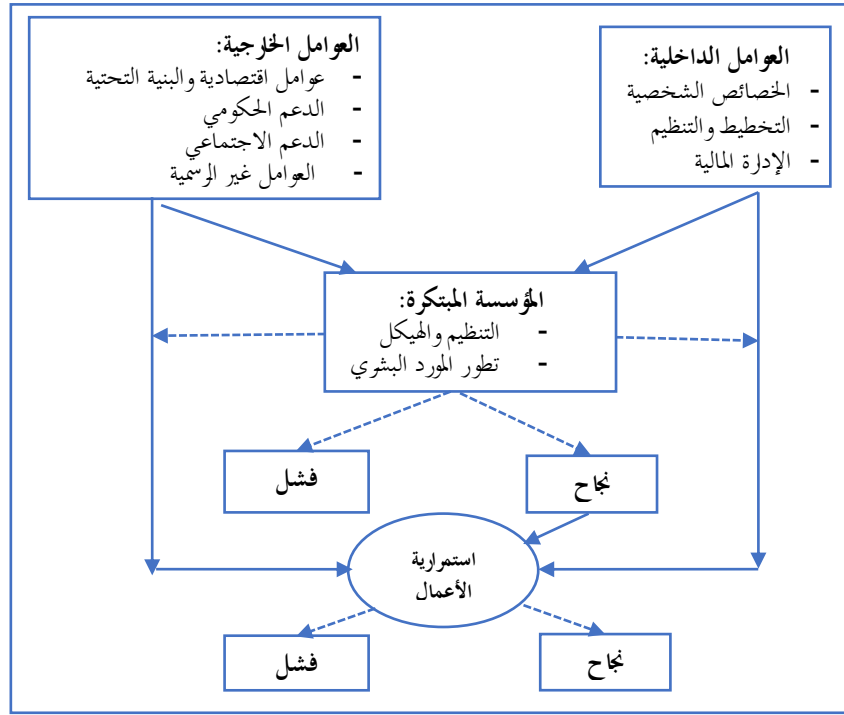 العوامل الداخلية:
- الخصائص الشخصية
- التخطيط والتنظيم
- الإدارة المالية
العوامل الخارجية:
- عوامل اقتصادية والبنية التحتية
- الدعم الحكومي
- الدعم الاجتماعي
- العوامل غير الرسمية
المؤسسة المبتكرة:
- التنظيم والهيكل
- تطور المورد البشري
نجاح
فشل
استمرارية
الأعمال
نجاح
فشل